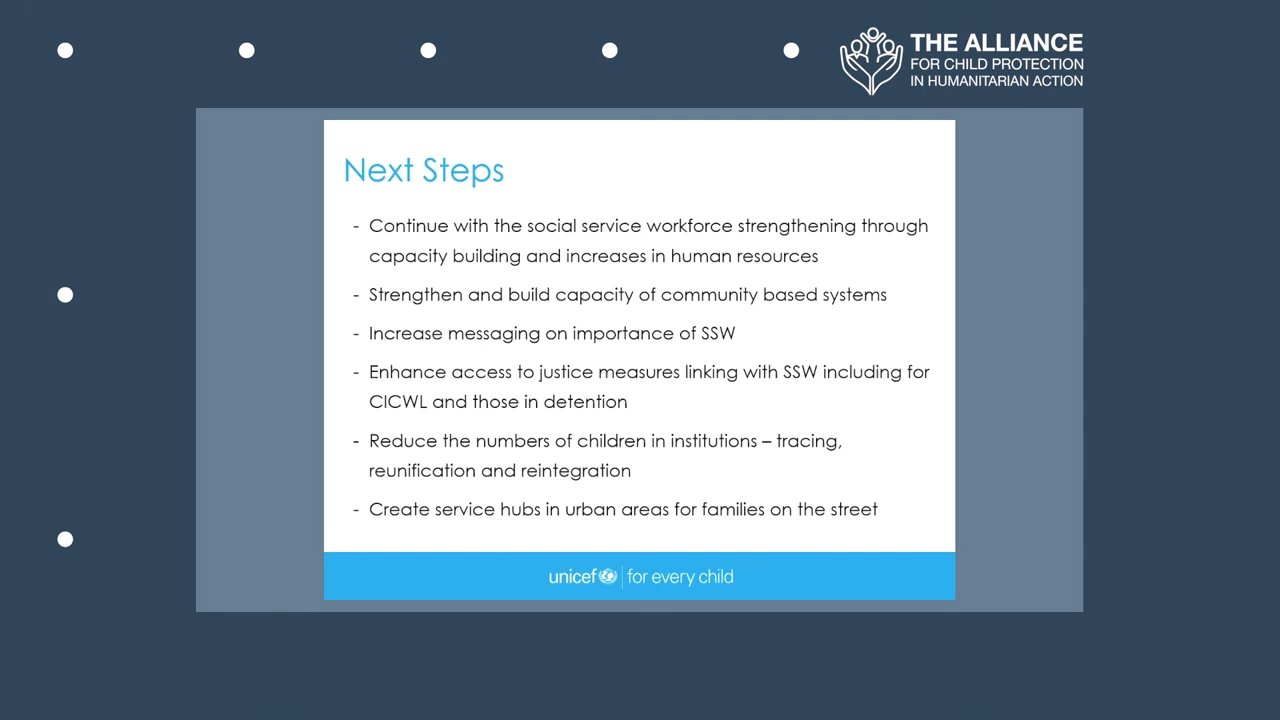 THE ALLIANCE
FOR CHILD PROTECTION
IN HUMANITARIAN ACTION
Next Steps
- Continue with the social service workforce strengthening through
capacity building and increases in human resources
- Strengthen and build capacity of community based systems
- Increase messaging on importance of SSW
- Enhance access to justice measures linking with SSW including for
CICWL and those in detention
- Reduce the numbers of children in institutions – tracing,
reunification and reintegration
- Create service hubs in urban areas for families on the street
unicef | for every child